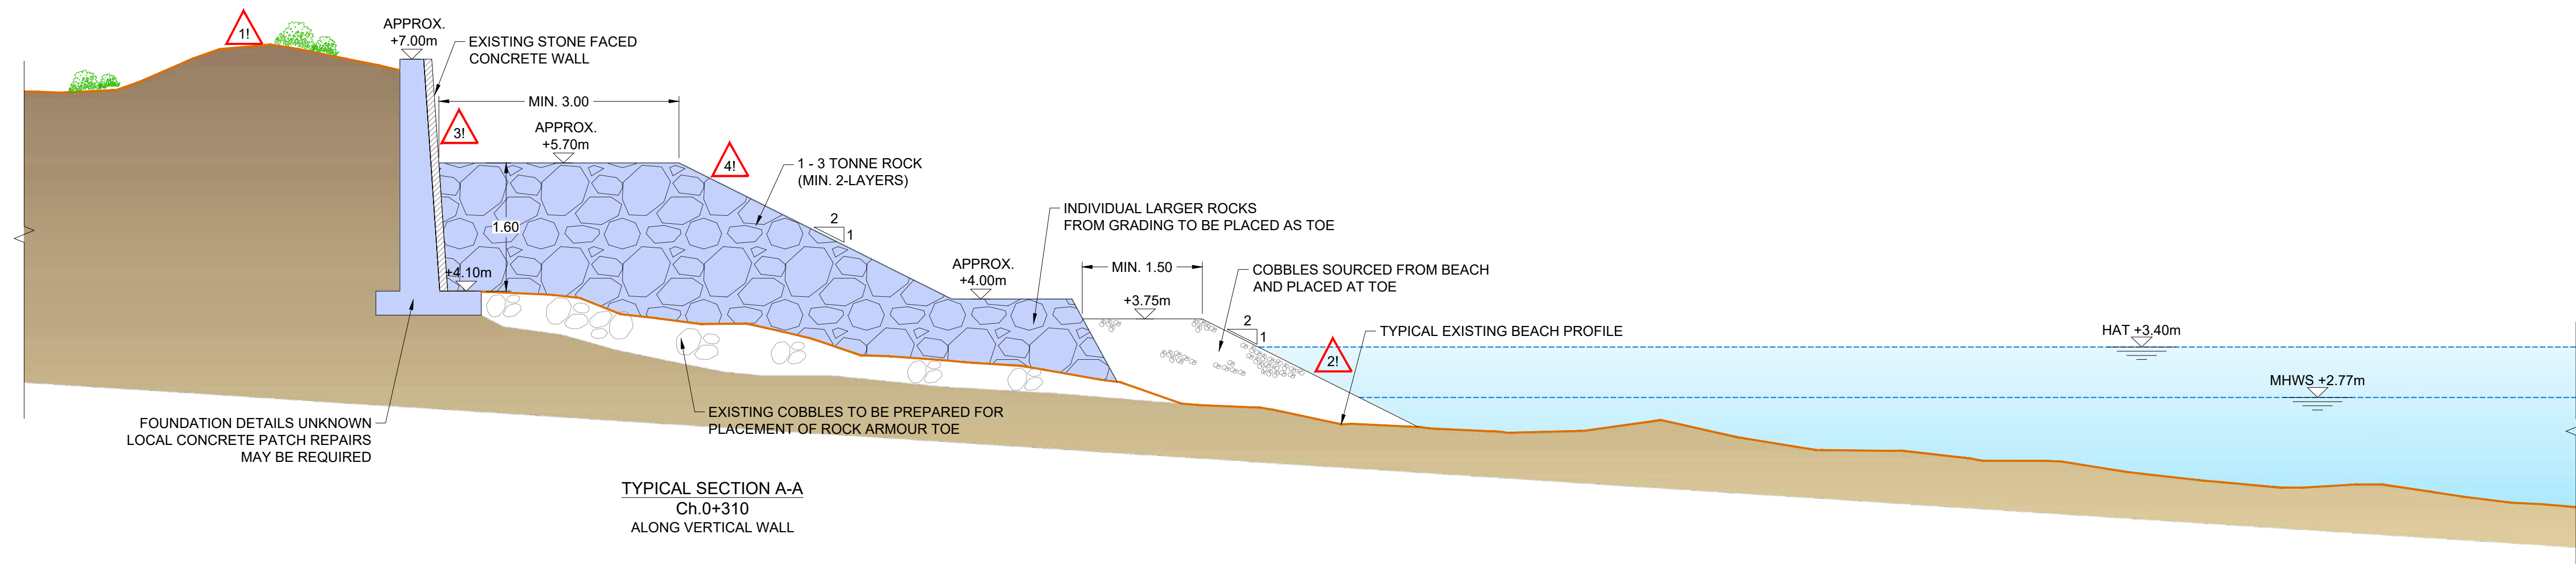 1!
APPROX.
+7.00m
EXISTING STONE FACED
CONCRETE WALL
MIN. 3.00
3!
APPROX.
+5.70m
4!
1 - 3 TONNE ROCK
(MIN. 2-LAYERS)
2
1
1.60
+4.10m
INDIVIDUAL LARGER ROCKS
FROM GRADING TO BE PLACED AS TOE
APPROX.
+4.00m
MIN. 1.50
+3.75m
COBBLES SOURCED FROM BEACH
AND PLACED AT TOE
2
1
2!
TYPICAL EXISTING BEACH PROFILE
HAT +3.40m
MHWS +2.77m
FOUNDATION DETAILS UNKNOWN
LOCAL CONCRETE PATCH REPAIRS
MAY BE REQUIRED
EXISTING COBBLES TO BE PREPARED FOR
PLACEMENT OF ROCK ARMOUR TOE
TYPICAL SECTION A-A
Ch.0+310
ALONG VERTICAL WALL